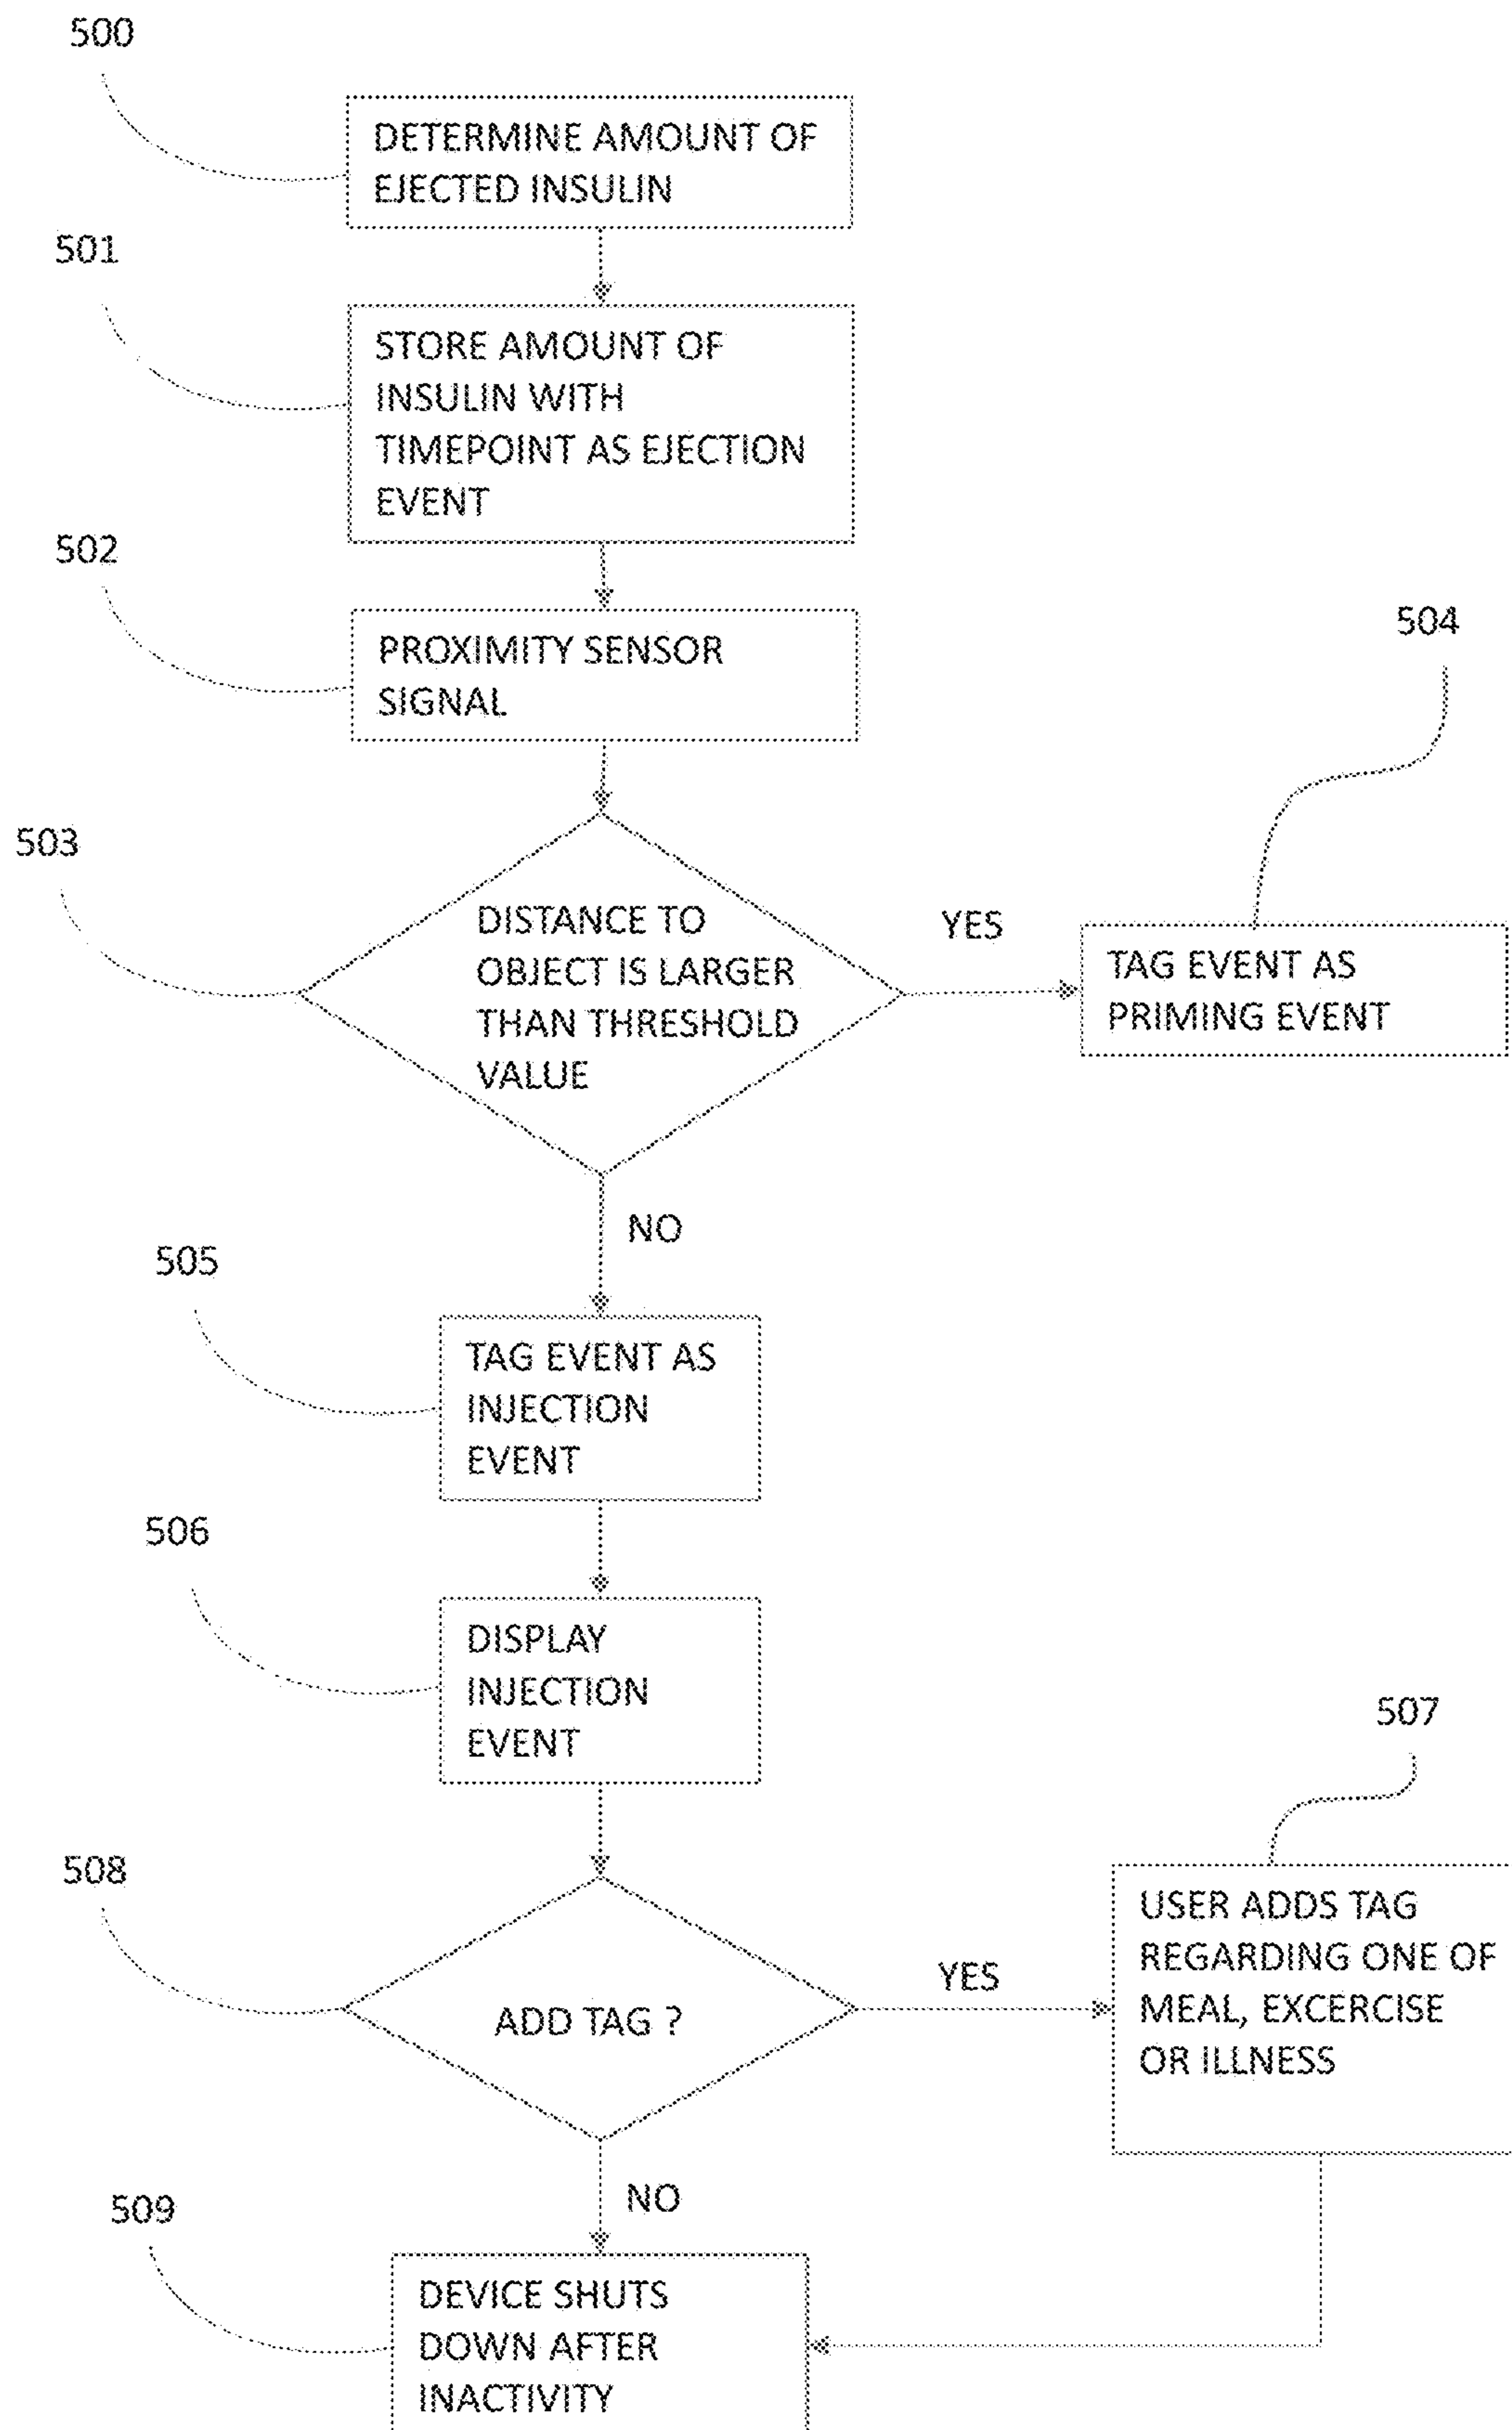 500
DETERMINE AMOUNT OF
EJECTED INSULIN
501
STORE AMOUNT OF
INSULIN WITH
TIMEPOINT AS EJECTION
EVENT
502
PROXIMITY SENSOR
SIGNAL
504
503
DISTANCE TO
OBJECT IS LARGER
THAN THRESHOLD
VALUE
YES
TAG EVENT AS
PRIMING EVENT
NO
505
TAG EVENT AS
INJECTION
EVENT
506
DISPLAY
INJECTION
EVENT
507
508
ADD TAG ?
YES
USER ADDS TAG
REGARDING ONE OF
MEAL, EXCERCISE
OR ILLNESS
NO
509
DEVICE SHUTS
DOWN AFTER
INACTIVITY